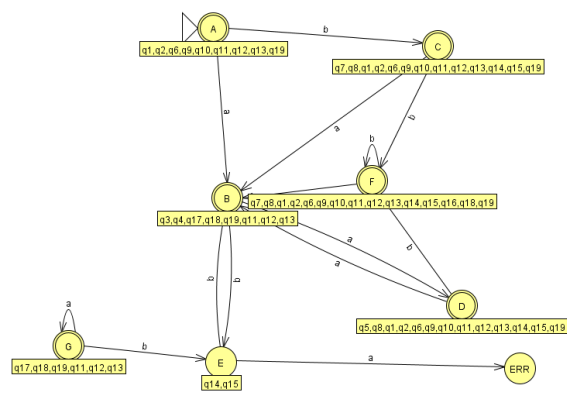 A
b
C
q1,q2,q6,q9,q10,q11,q12,q13,q19
q7,q8,q1,q2,q6,q9,q10,q11,q12,q13,q14,q15,q19
a
a
b
b
F
B
q7,q8,q1,q2,q6,q9,q10,q11,q12,q13,q14,q15,q16,q18,q19
q3,q4,q17,q18,q19,q11,q12,q13
a
b
a
b
b
D
a
q5,q8,q1,q2,q6,q9,q10,q11,q12,q13,q14,q15,q19
G
b
E
a
ERR
q17,q18,q19,q11,q12,q13
q14,q15